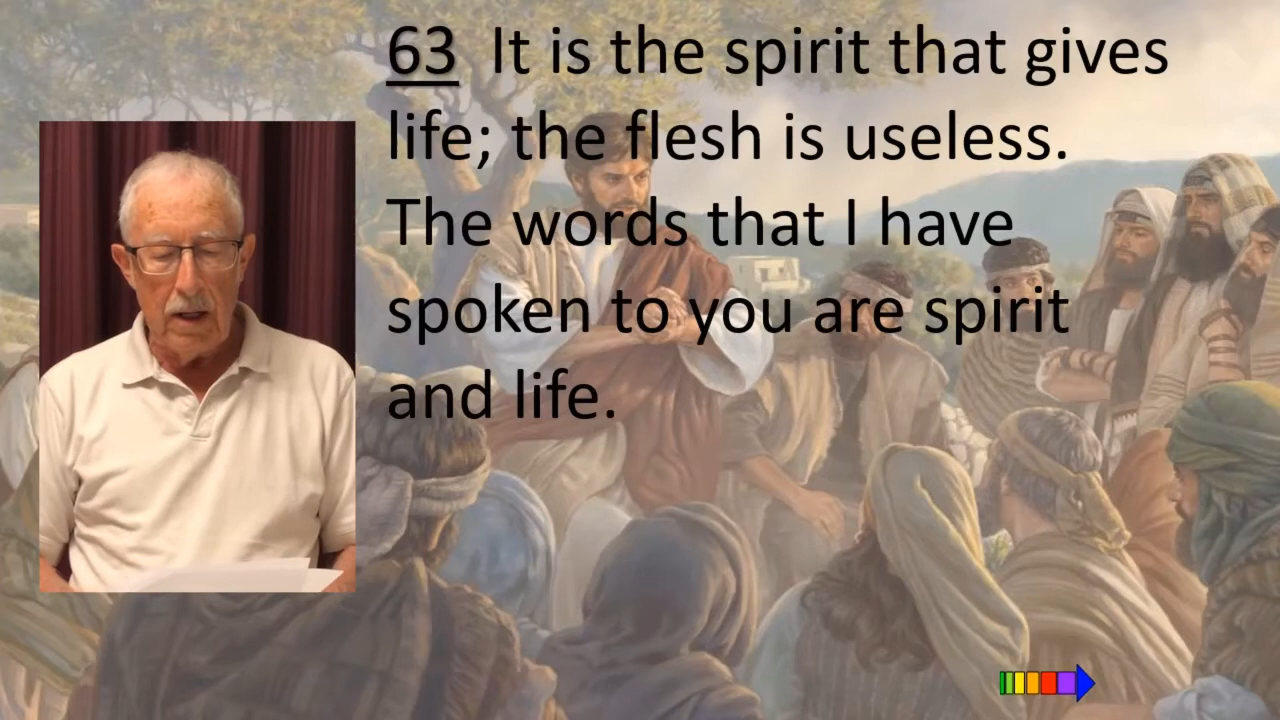 63 It is the spirit that gives
life; the flesh is useless.
The words that I have
spoken to you are spirit
and life.